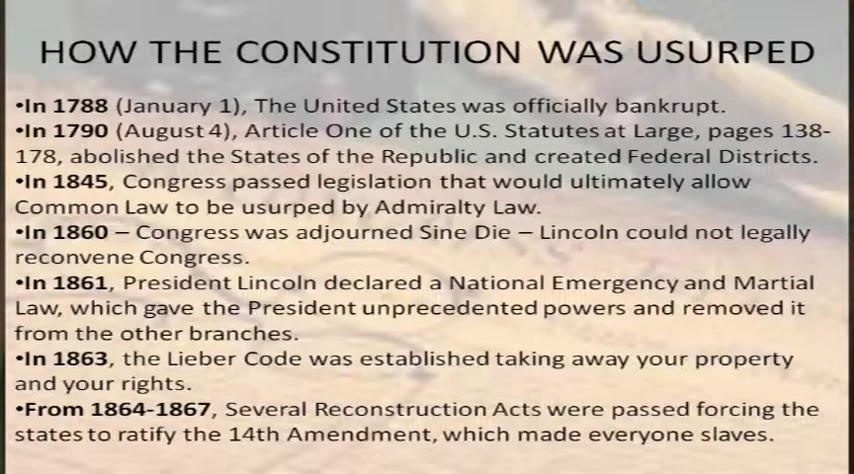 HOW THE CONSTITUTION WAS USURPED
•In 1788 (January 1), The United States was officially bankrupt.
•In 1790 (August 4), Article One of the U.S. Statutes at Large, pages 138-
178, abolished the States of the Republic and created Federal Districts.
•In 1845, Congress passed legislation that would ultimately allow
Common Law to be usurped by Admiralty Law.
•In 1860 – Congress was adjourned Sine Die – Lincoln could not legally
reconvene Congress.
•In 1861, President Lincoln declared a National Emergency and Martial
Law, which gave the President unprecedented powers and removed it
from the other branches.
•In 1863, the Lieber Code was established taking away your property
and your rights.
•From 1864-1867, Several Reconstruction Acts were passed forcing the
states to ratify the 14th Amendment, which made everyone slaves.